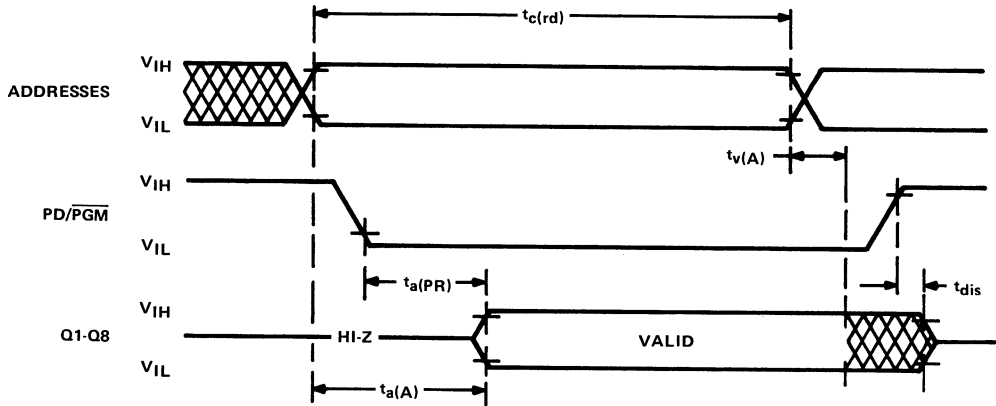 tc(rd)
VIH
ADDRESSES
VIL
tv(A)
VIH
PD/PGM
VIL
ta(PR)
tdis
VIH
Q1-Q8
HI-Z
VALID
VIL
ta(A)